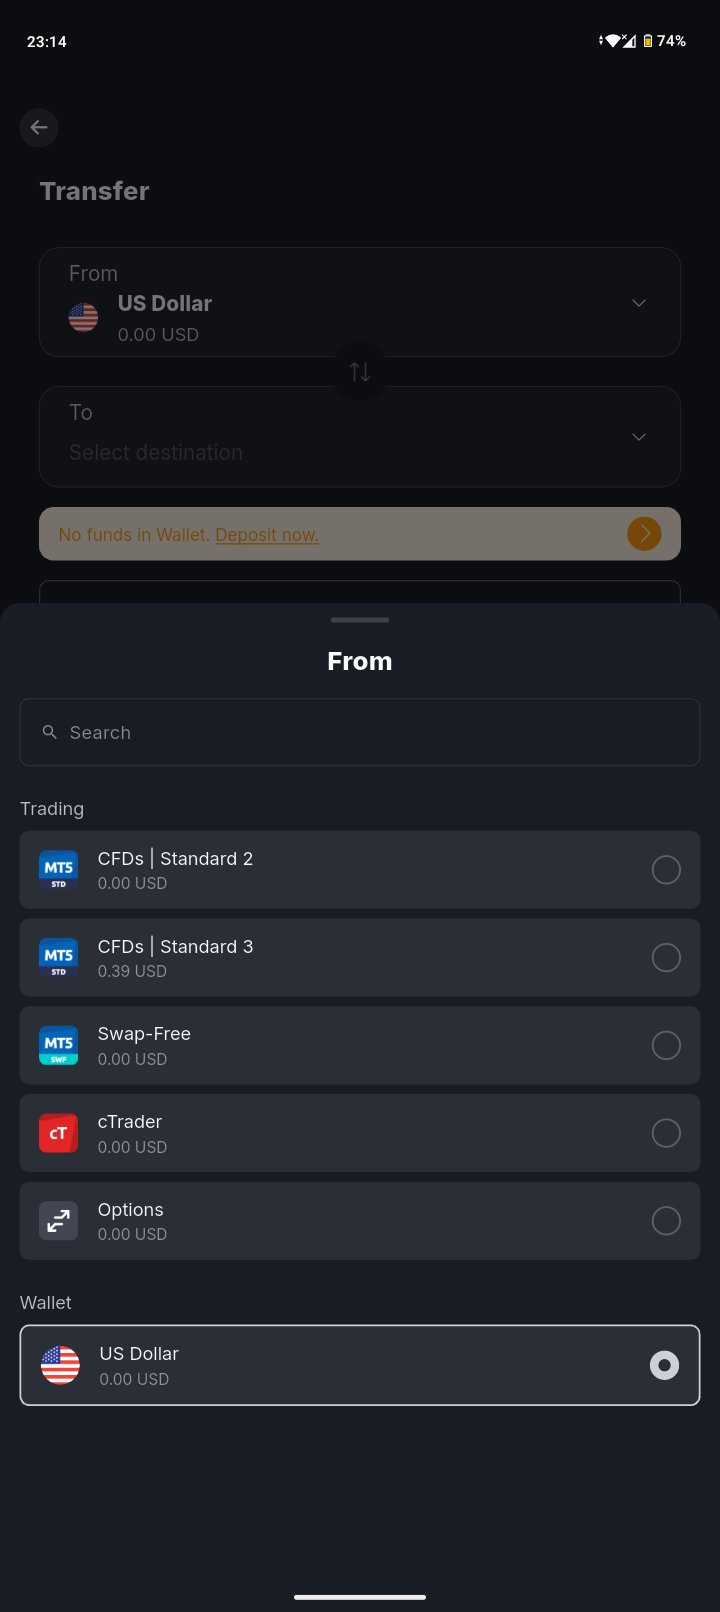 23:14
74%
Transfer
From
US Dollar
0.00 USD
To
Select destination
No funds in Wallet. Deposit now.
From
Search
Trading
MT5
STD
CFDs | Standard 2
0.00 USD
MT5
STD
CFDs | Standard 3
0.39 USD
MT5
SWF
Swap-Free
0.00 USD
cT
cTrader
0.00 USD
Options
0.00 USD
Wallet
US Dollar
0.00 USD